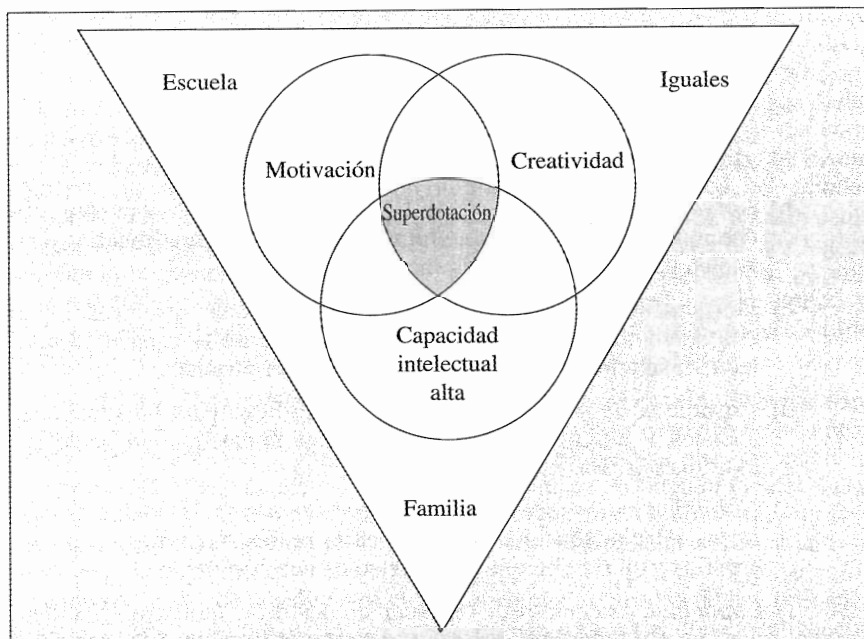 Escuela
Iguales
Motivación
Creatividad
Superdotación
Capacidad
intelectual
alta
Familia